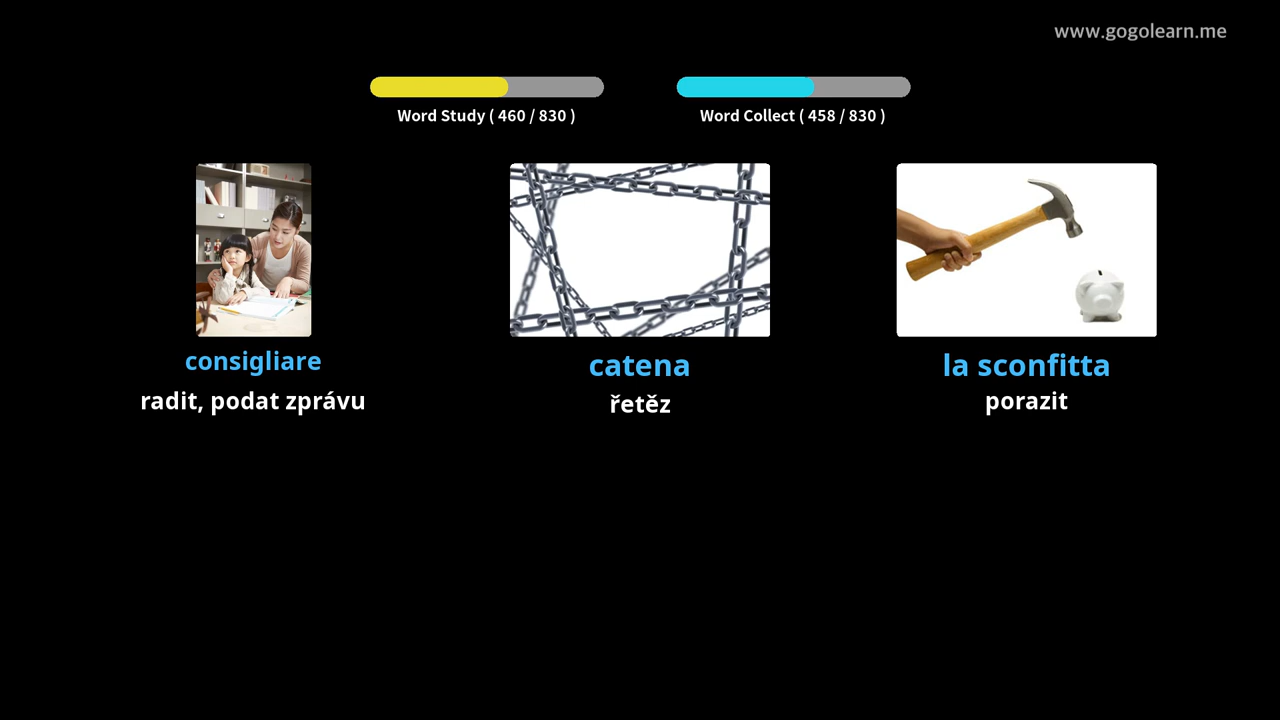 www.gogolearn.me
Word Study ( 460 / 830 )
Word Collect ( 458 / 830 )
consigliare
radit, podat zprávu
catena
řetěz
la sconfitta
porazit